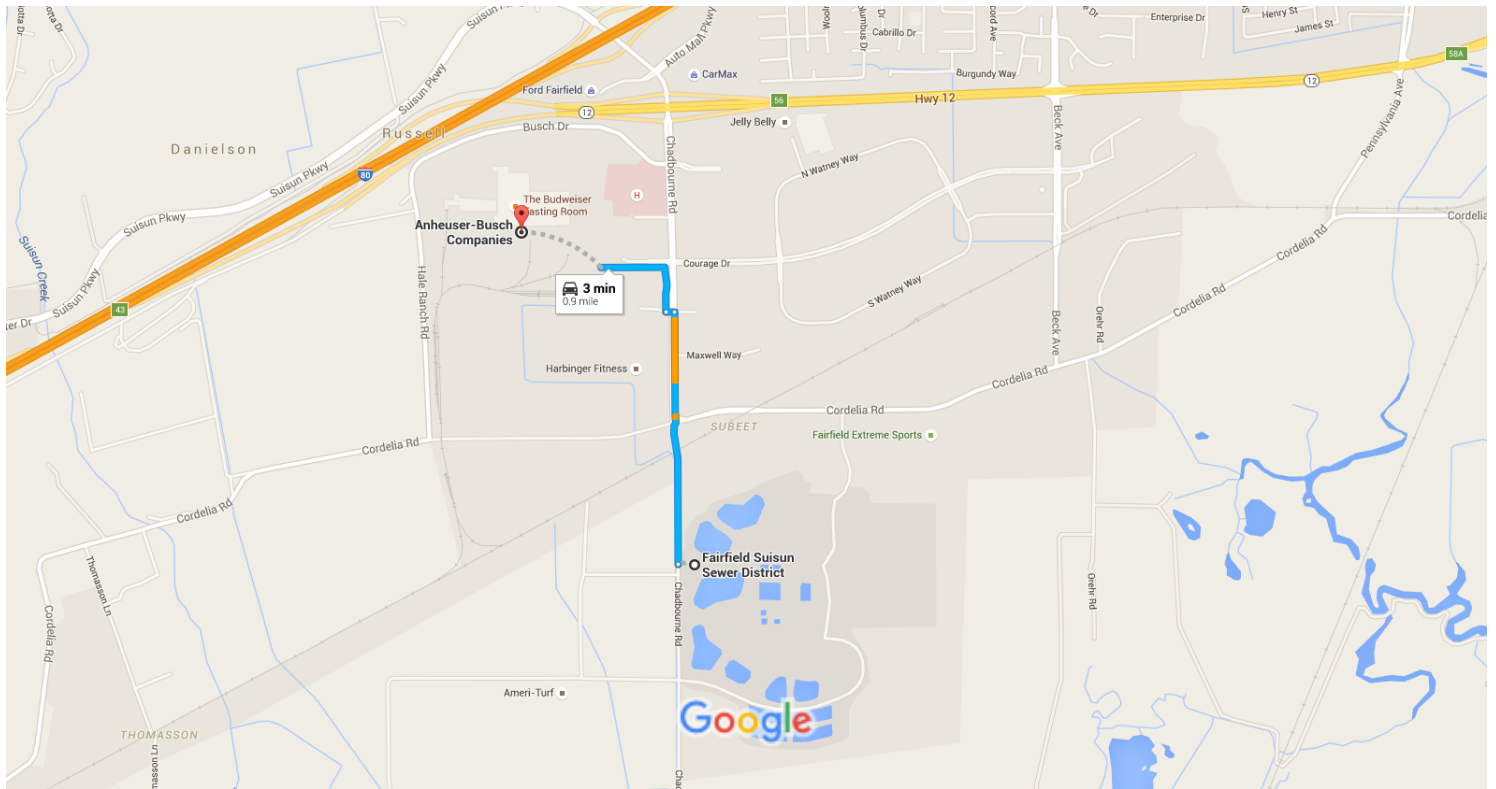 Dr
Cabrillo Dr
Enterprise Dr
Henry St
James St
58A
Suisun Pkwy
Auto Mall Pkwy
CarMax
Ford Fairfield
Burgundy Way
12
56
Hwy 12
12
Russell
Busch Dr
Jelly Belly
Danielson
Suisun Pkwy
80
Chadbourne Rd
Beck Ave
Pennsylvania Ave
N Watney Way
H
The Budweiser
Tasting Room
Suisun Pkwy
Anheuser-Busch
Companies
Cordelia Rd
Suisun Creek
Suisun Pkwy
Courage Dr
Hale Ranch Rd
3 min
0.9 mile
S Watney Way
43
Cordelia Rd
Orehr Rd
Beck Ave
Maxwell Way
Harbinger Fitness
Cordelia Rd
Cordelia Rd
SUBEET
Fairfield Extreme Sports
Cordelia Rd
Cordelia Rd
Thomasson Ln
Fairfield Suisun
Sewer District
Chadbourne Rd
Orehr Rd
Cordelia Rd
Ameri-Turf
Google
THOMASSON